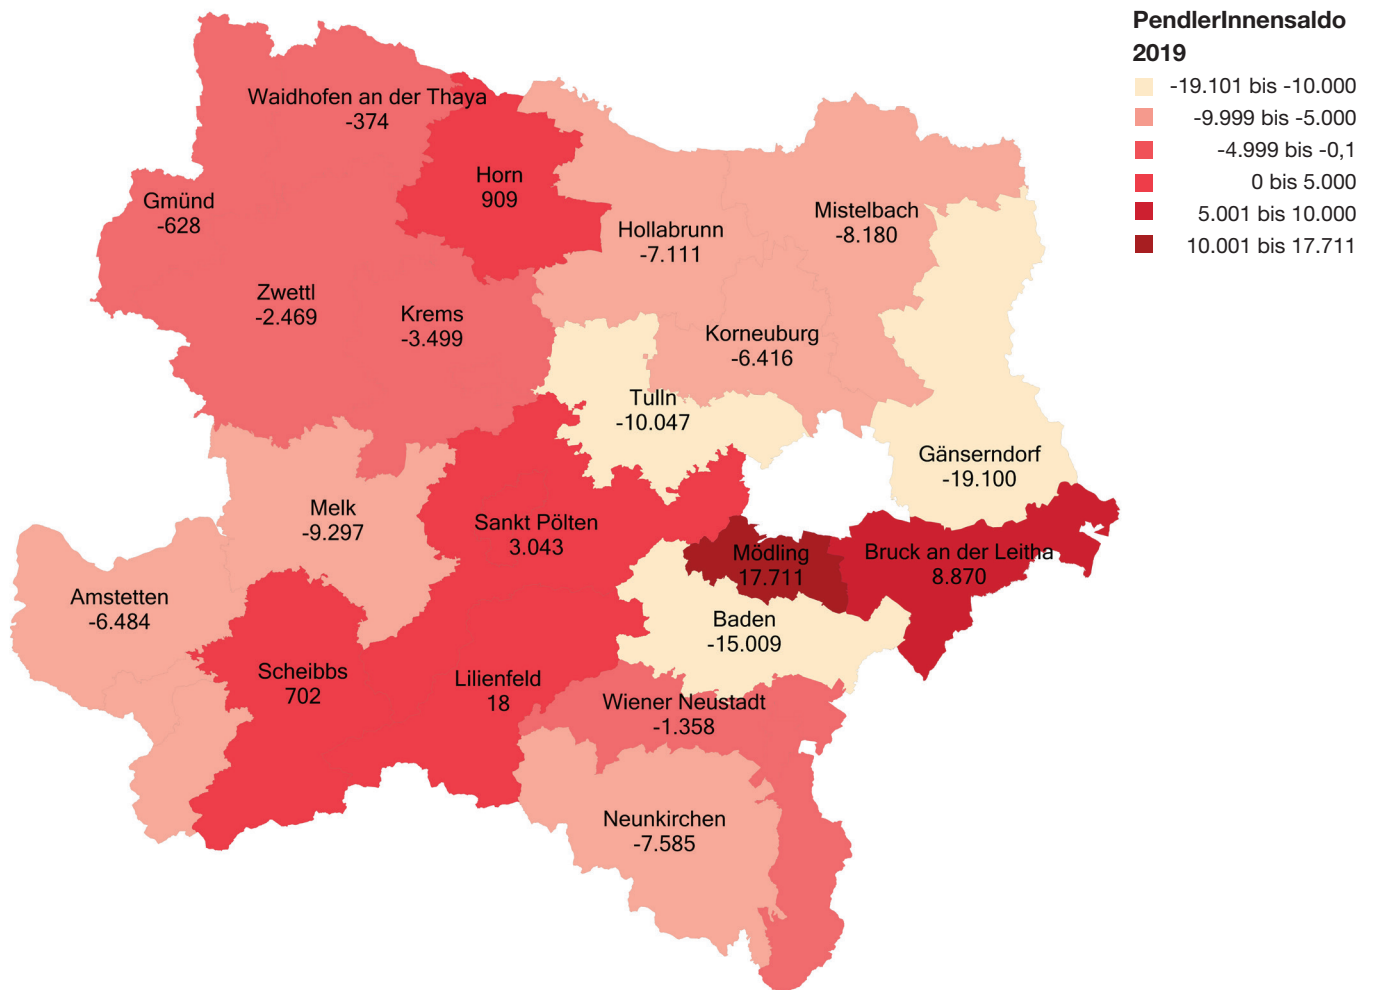 PendlerInnensaldo
2019
-19.101 bis -10.000
-9.999 bis -5.000
-4.999 bis -0,1
0 bis 5.000
5.001 bis 10.000
10.001 bis 17.711
Waidhofen an der Thaya
-374
Horn
909
Gmünd
-628
Hollabrunn
-7.111
Mistelbach
-8.180
Zwettl
-2.469
Krems
-3.499
Korneuburg
-6.416
Tulln
-10.047
Gänserndorf
-19.100
Melk
-9.297
Sankt Pölten
3.043
Mödling
17.711
Bruck an der Leitha
8.870
Amstetten
-6.484
Baden
-15.009
Scheibbs
702
Lilienfeld
18
Wiener Neustadt
-1.358
Neunkirchen
-7.585